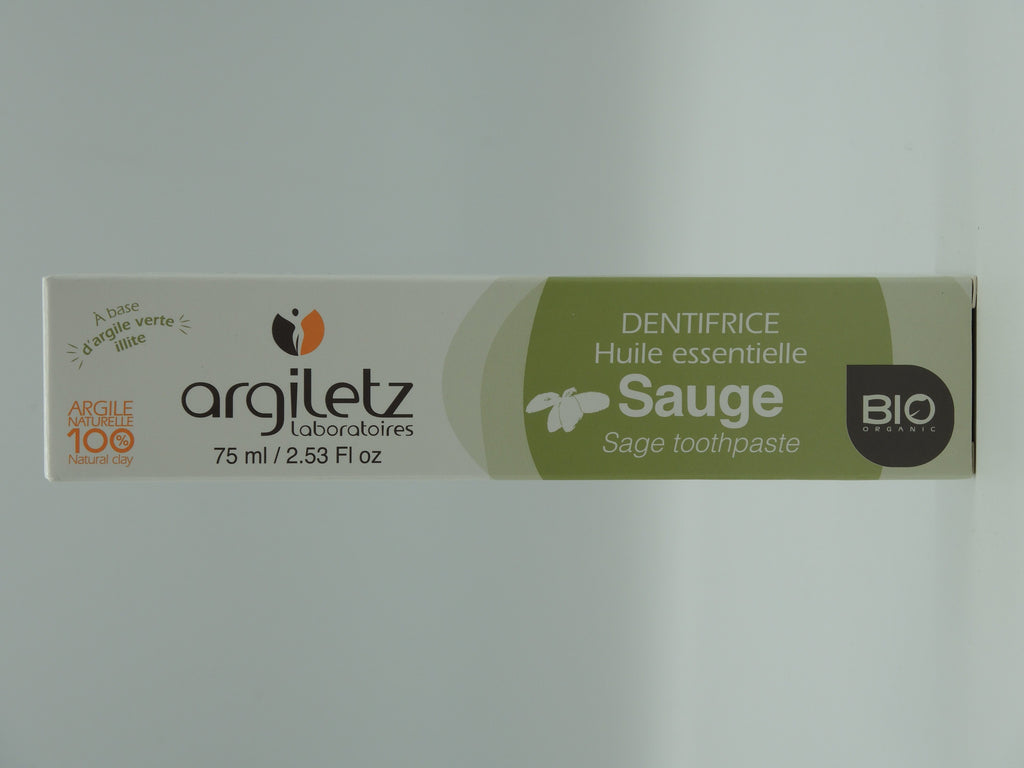 À base
d'argile verte
illite
ARGILE
NATURELLE
100%
Natural clay
argiletz
laboratoires
75 ml / 2.53 Fl oz
DENTIFRICE
Huile essentielle
Sauge
Sage toothpaste
BIO
ORGANIC